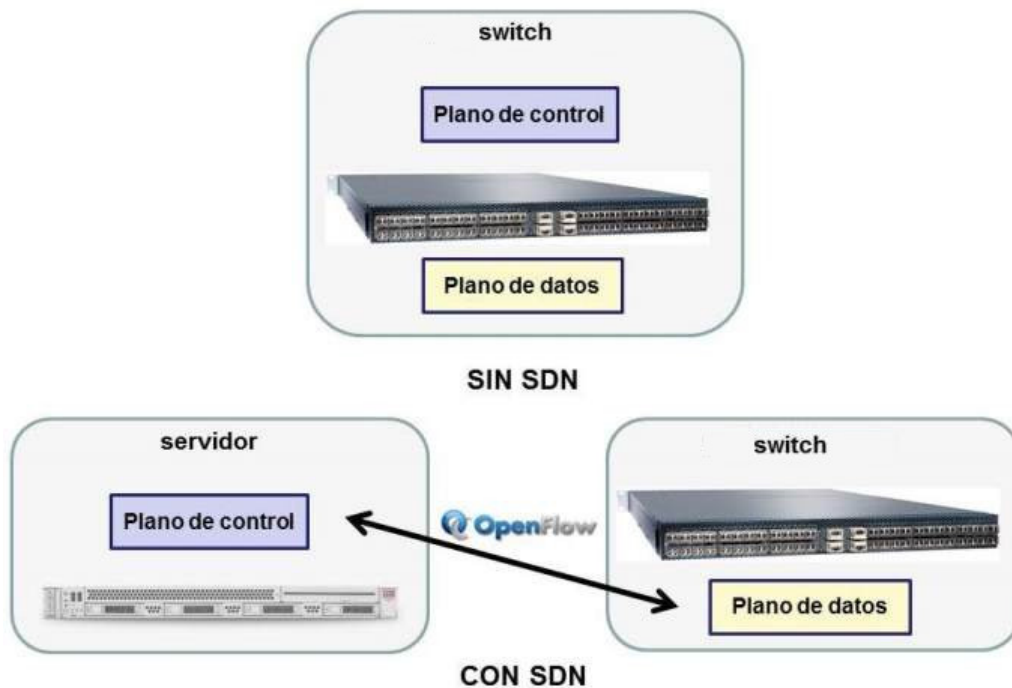 switch
Plano de control
Plano de datos
SIN SDN
servidor
Plano de control
OpenFlow
switch
Plano de datos
CON SDN